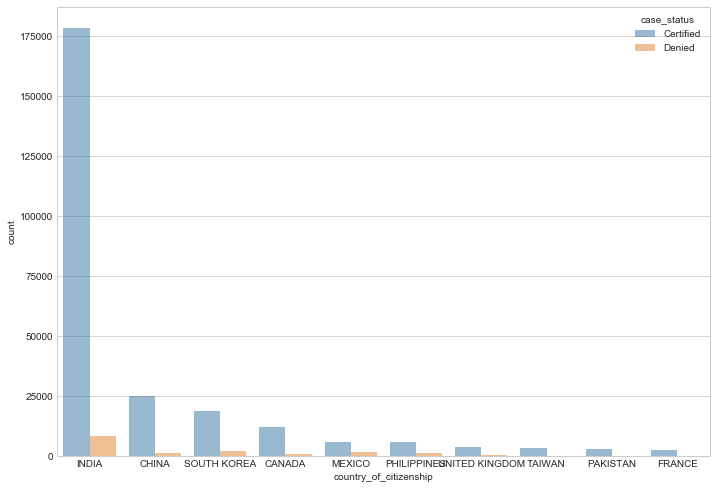 case_status
Certified
Denied
175000
150000
125000
100000
75000
50000
25000
0
count
INDIA CHINA SOUTH KOREA CANADA MEXICO PHILIPPINES UNITED KINGDOM TAIWAN PAKISTAN FRANCE
country_of_citizenship